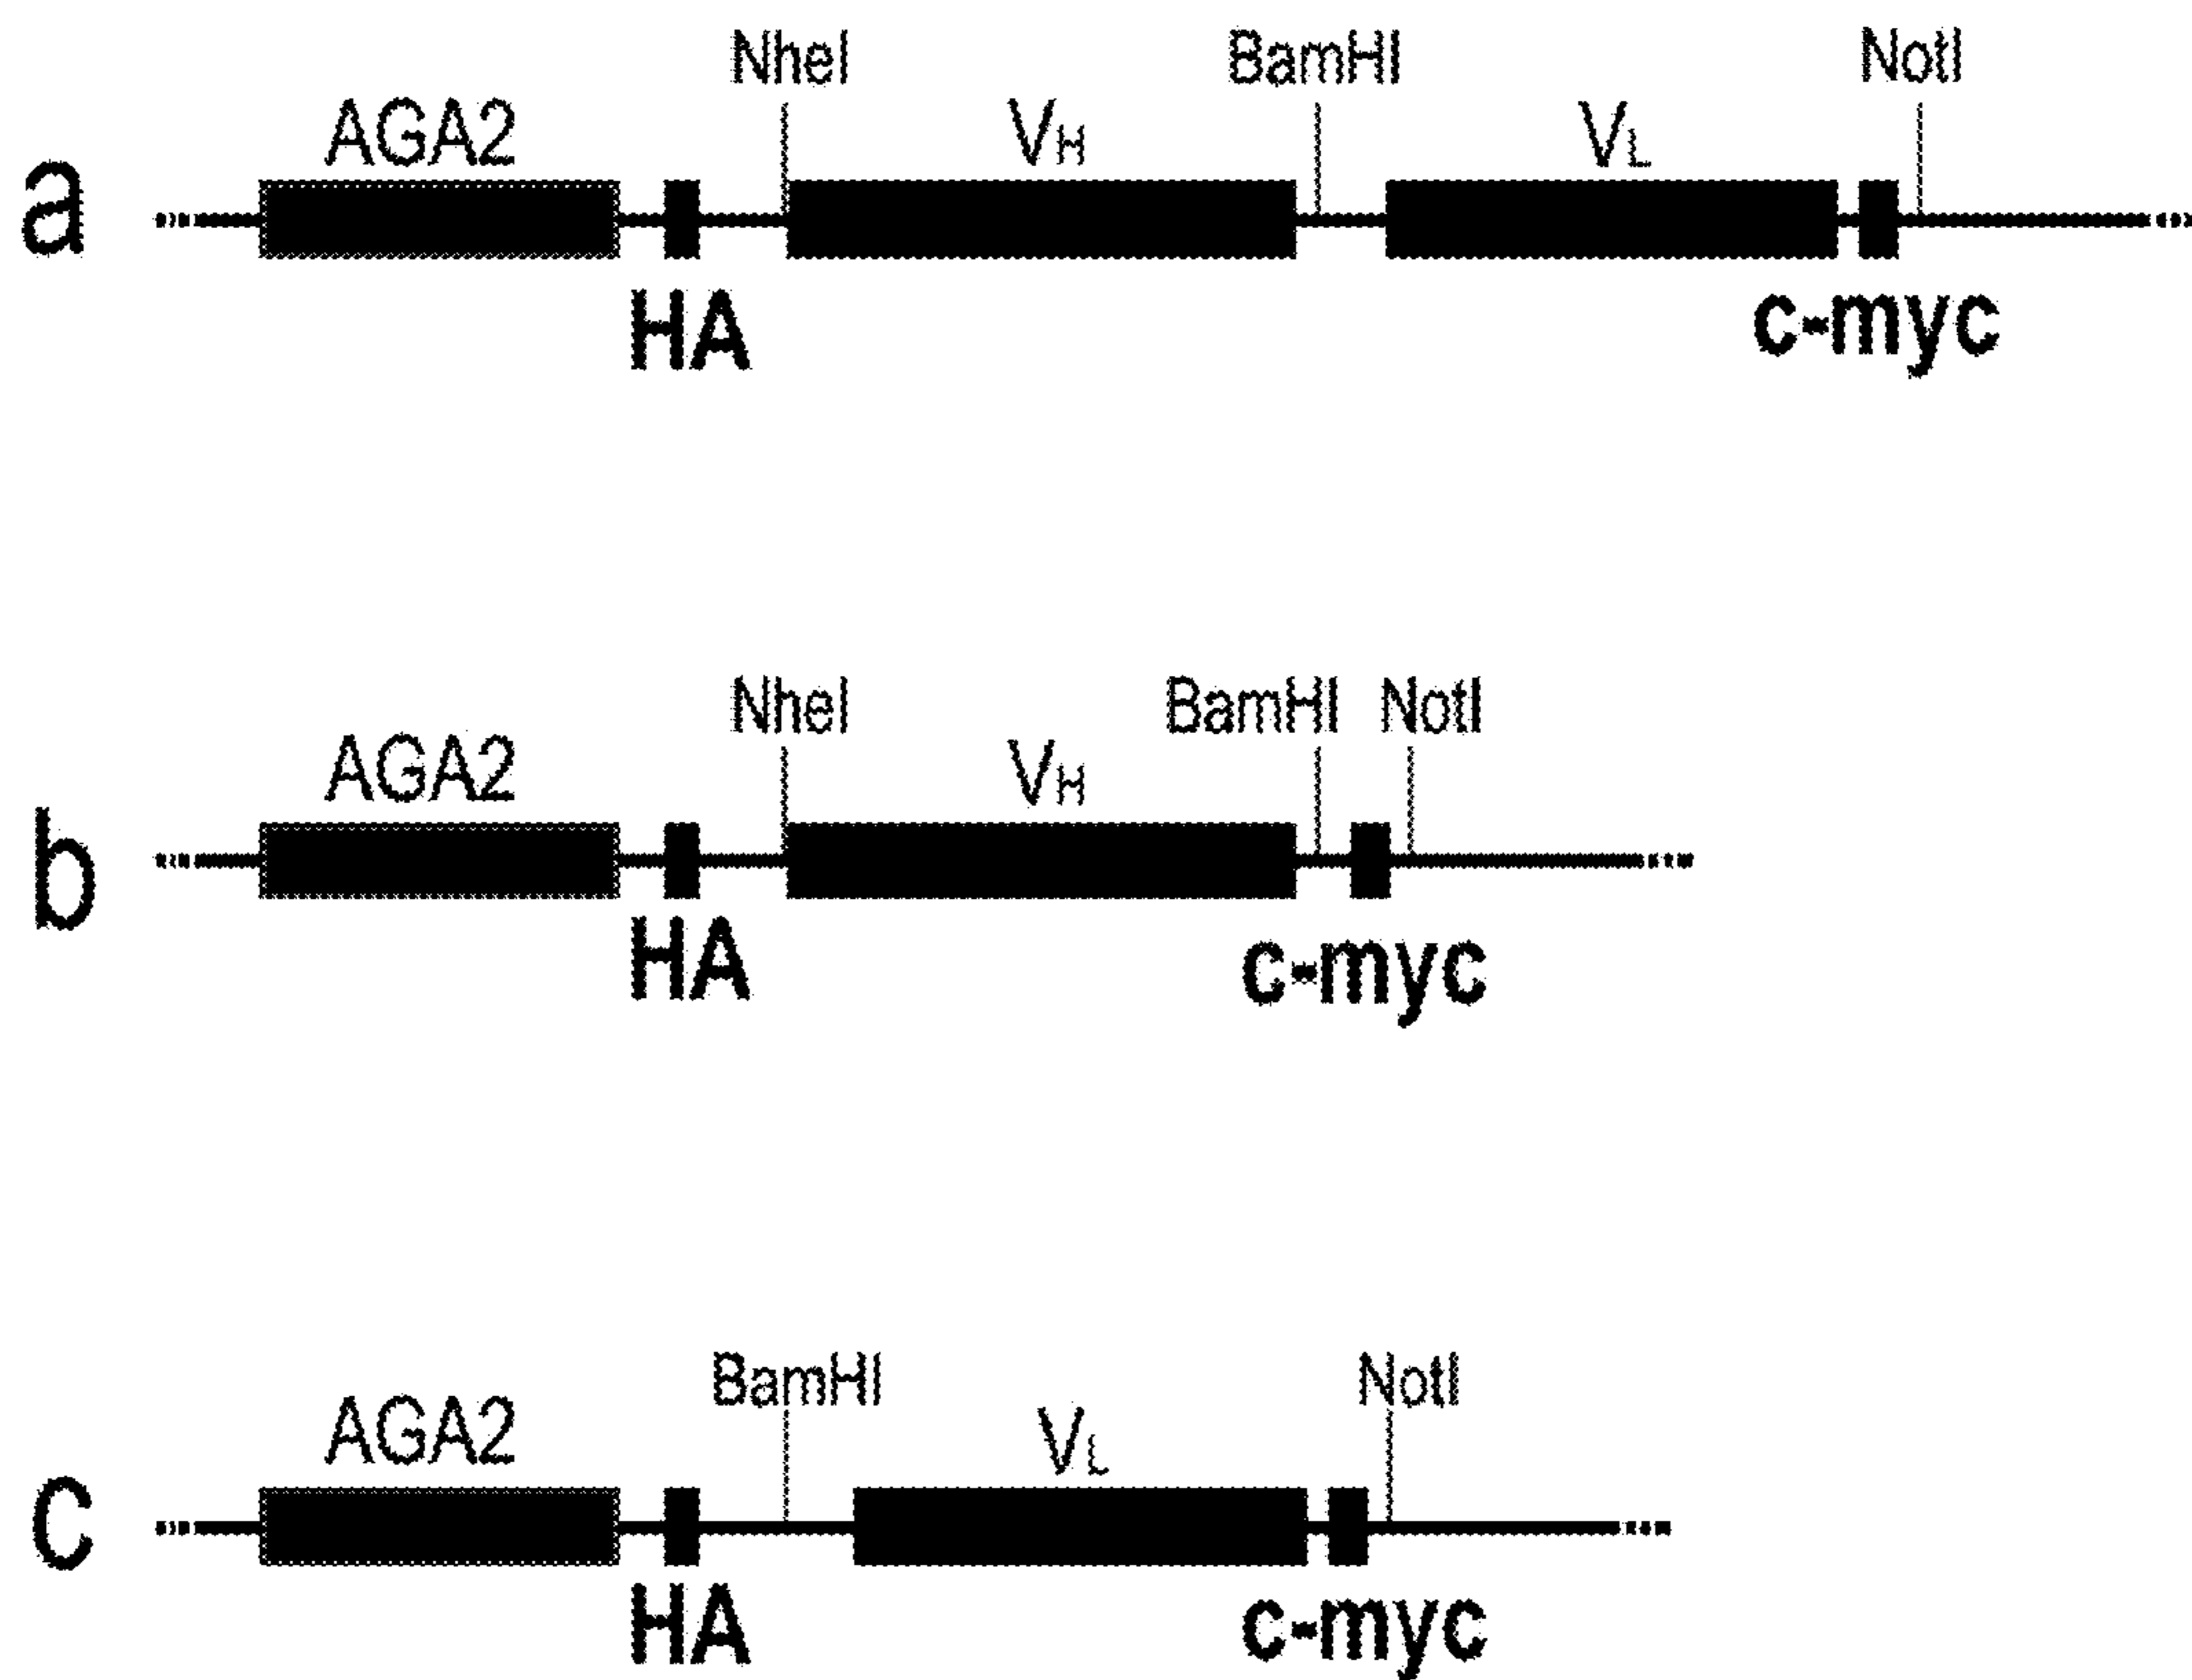 NheI BamHI NotI
AGA2 VH VL
a
HA c-myc
NheI BamHI NotI
AGA2 VH
b
HA c-myc
BamHI NotI
AGA2 VL
c
HA c-myc